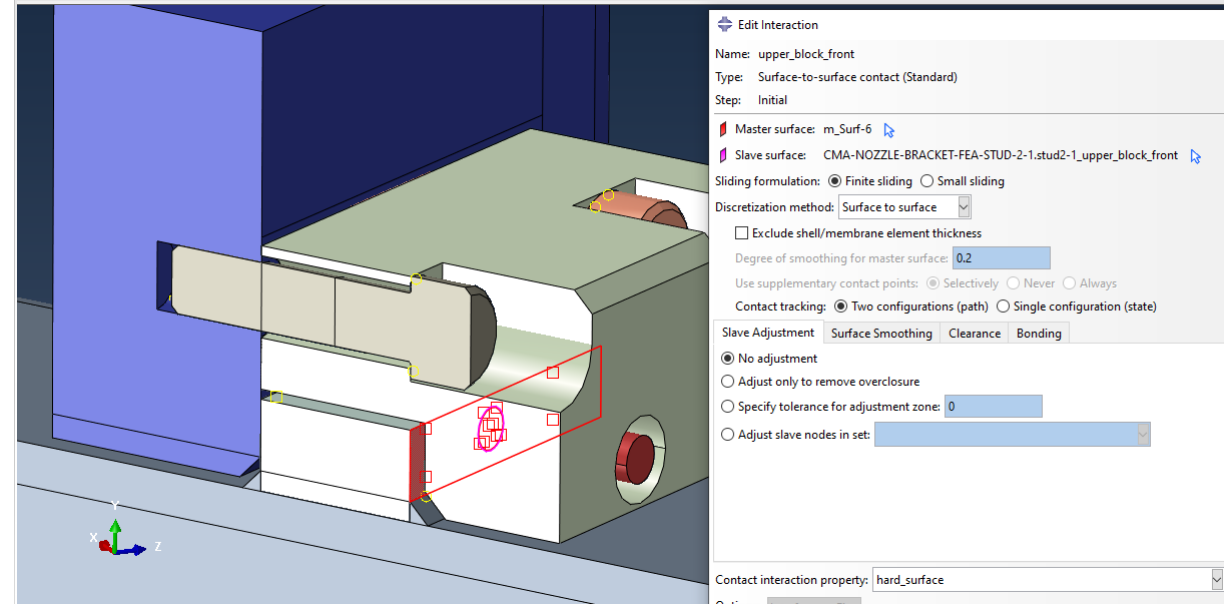 Edit Interaction
Name: upper_block_front
Type: Surface-to-surface contact (Standard)
Step: Initial
Master surface: m_Surf-6
Slave surface: CMA-NOZZLE-BRACKET-FEA-STUD-2-1.stud2-1_upper_block_front
Sliding formulation: Finite sliding Small sliding
Discretization method: Surface to surface
Exclude shell/membrane element thickness
Degree of smoothing for master surface: 0.2
Use supplementary contact points: Selectively Never Always
Contact tracking: Two configurations (path) Single configuration (state)
Slave Adjustment Surface Smoothing Clearance Bonding
No adjustment
Adjust only to remove overclosure
Specify tolerance for adjustment zone: 0
Adjust slave nodes in set:
Y
X Z
Contact interaction property: hard_surface